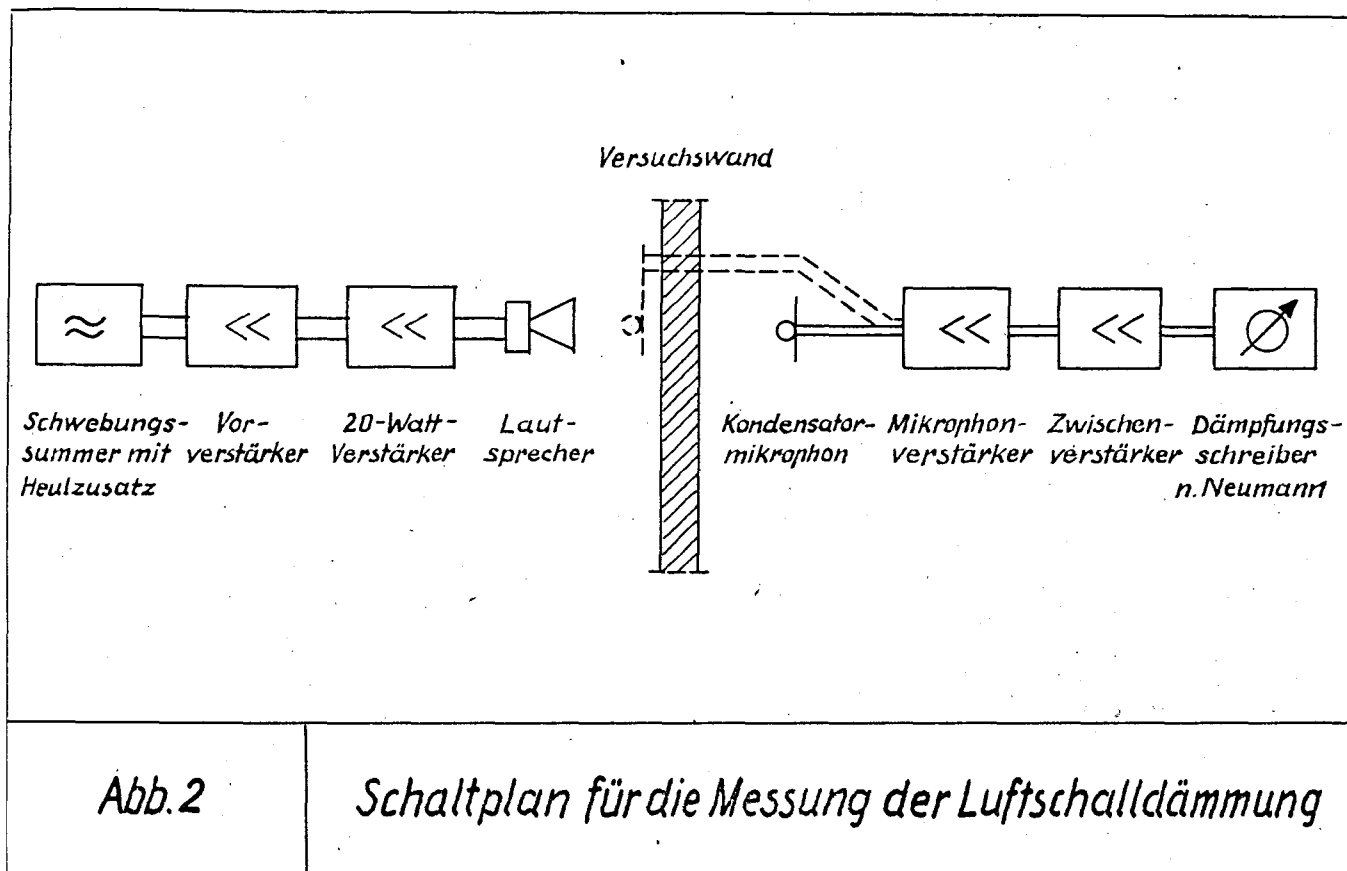 Versuchswand
Schwebungs-
summer mit
Heulzusatz
Vor-
verstärker
20-Watt-
Verstärker
Laut-
sprecher
Kondensator-
mikrophon
Mikrophon-
verstärker
Zwischen-
verstärker
Dämpfungs-
schreiber
n. Neumann
Abb. 2
Schaltplan für die Messung der Luftschalldämmung